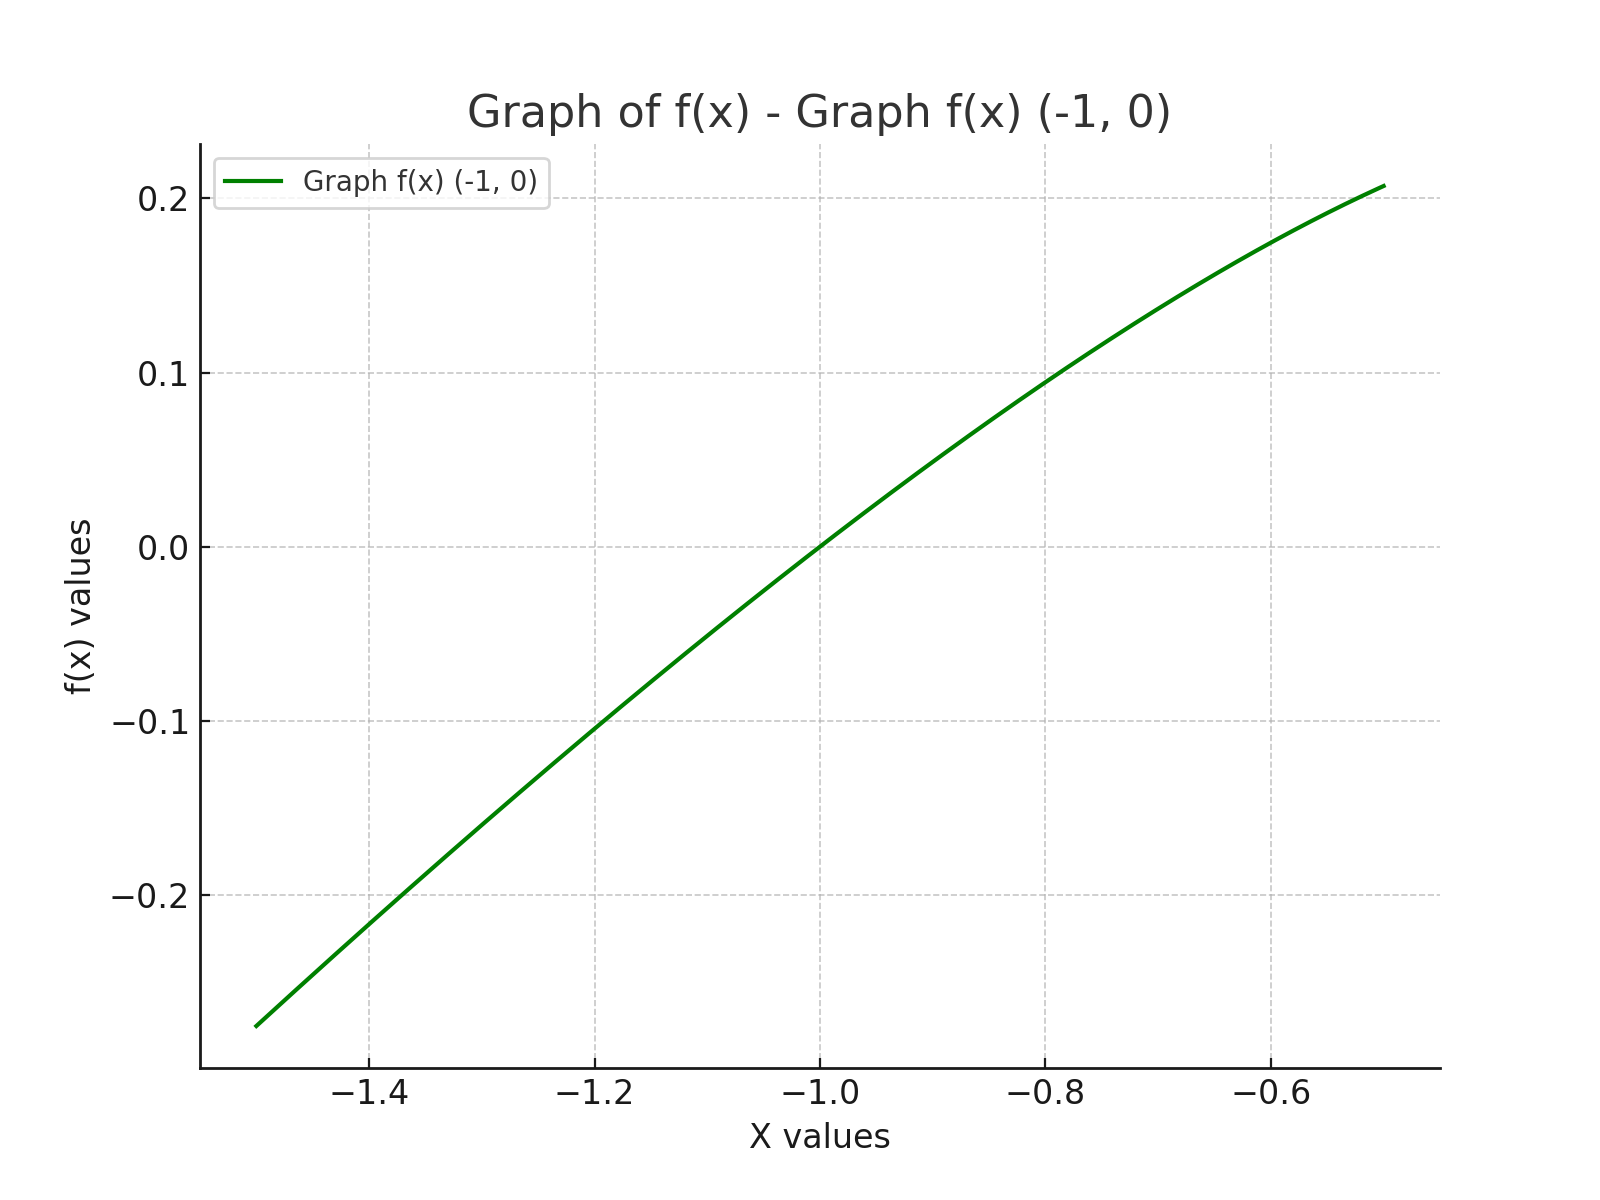 Graph of f(x) - Graph f(x) (-1, 0)
Graph f(x) (-1, 0)
0.2
0.1
0.0
−0.1
−0.2
f(x) values
−1.4
−1.2
−1.0
−0.8
−0.6
X values